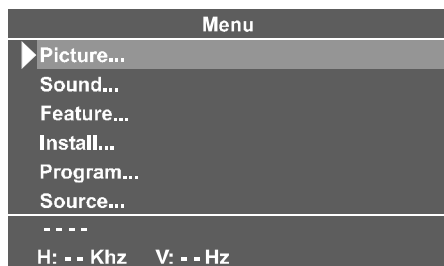 Menu
Picture...
Sound...
Feature...
Install...
Program...
Source...
- - - -
H: - - Khz V: - - Hz